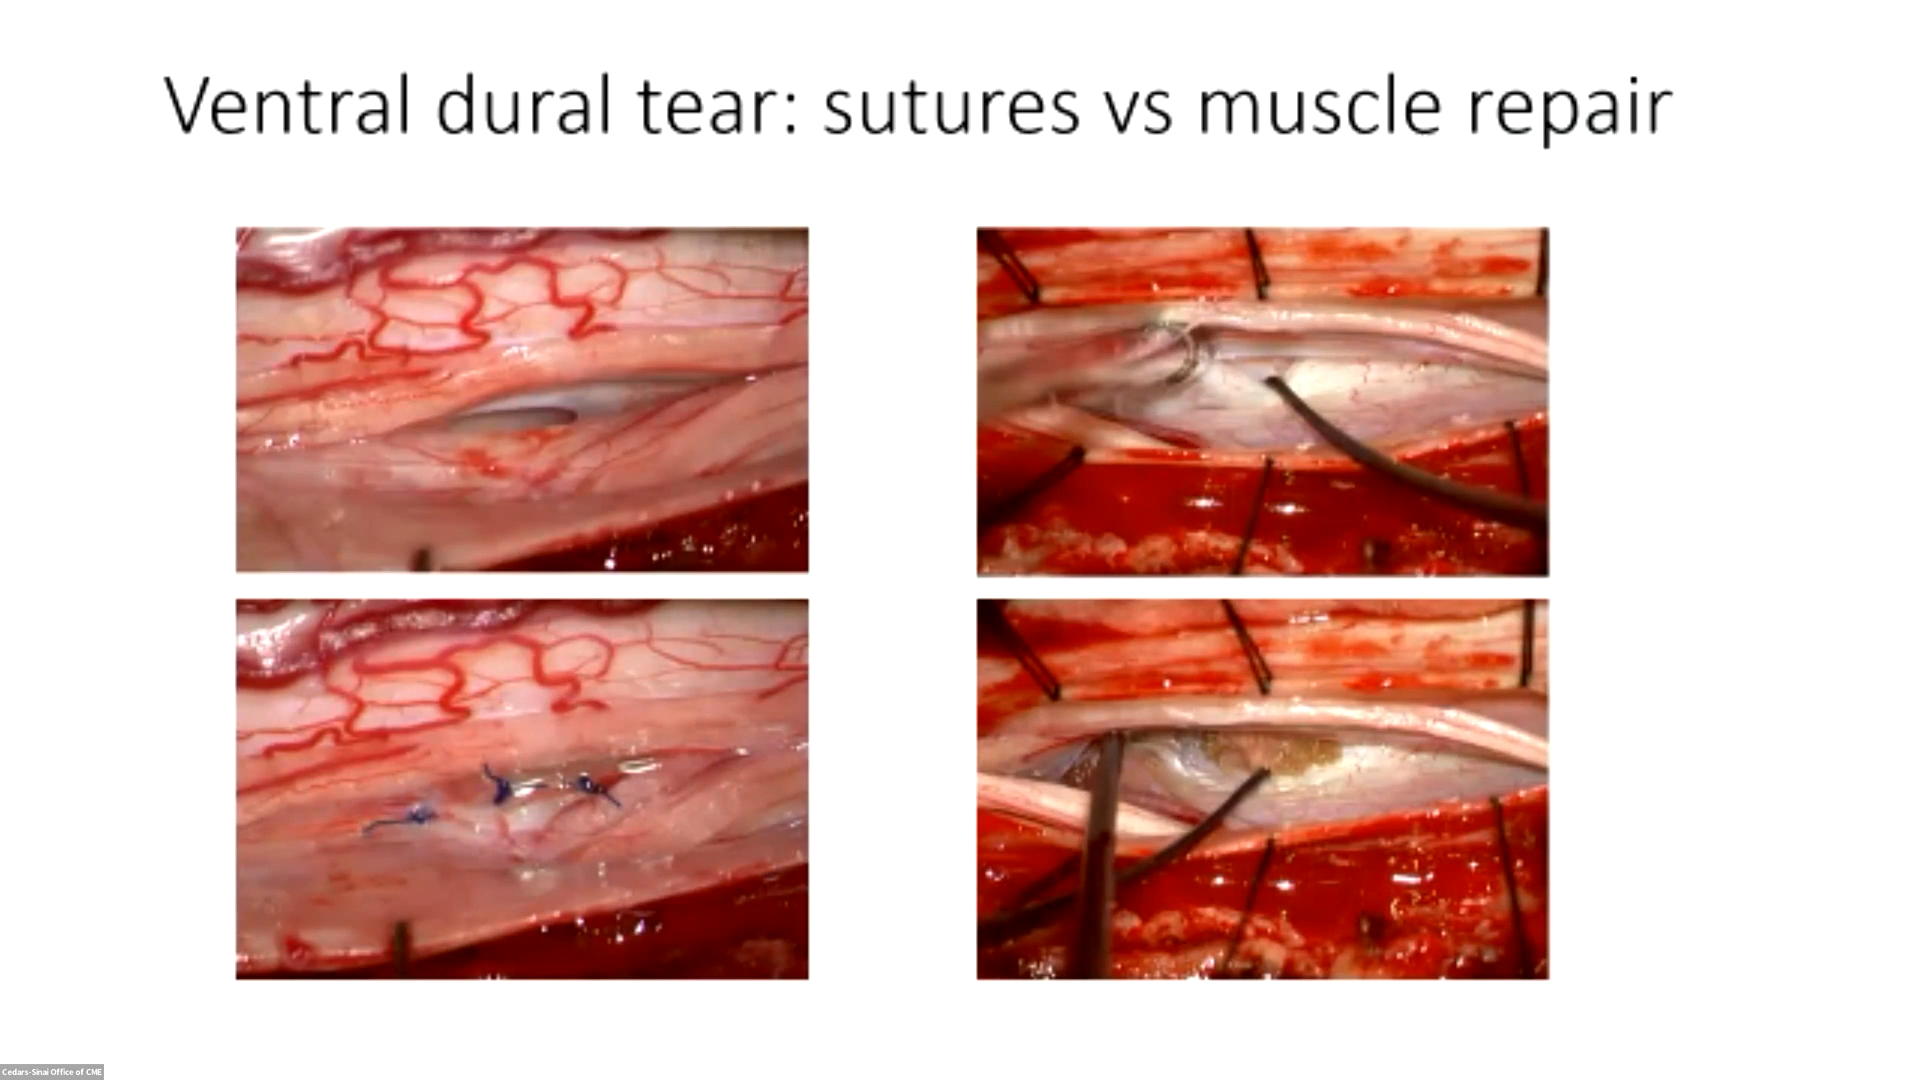 Ventral dural tear: sutures vs muscle repair
Cedars-Sinai Office of CME